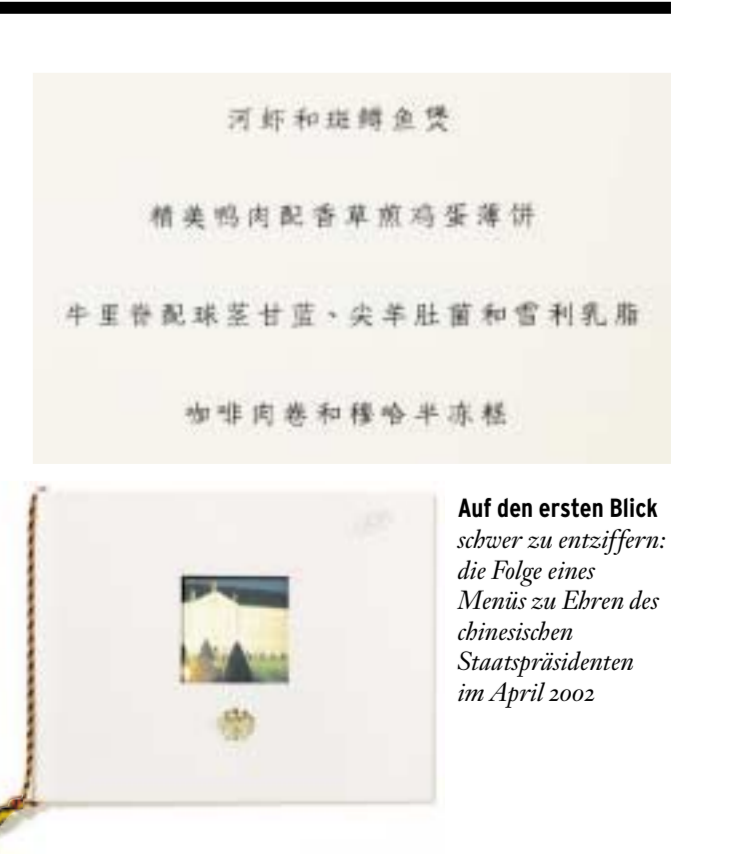 河虾和斑鳟鱼煲
精美鸭肉配香草煎鸡蛋薄饼
牛里脊配球茎甘蓝、尖羊肚菌和雪利乳脂
咖啡肉卷和穆哈半冻糕
Auf den ersten Blick
schwer zu entziffern:
die Folge eines
Menüs zu Ehren des
chinesischen
Staatspräsidenten
im April 2002